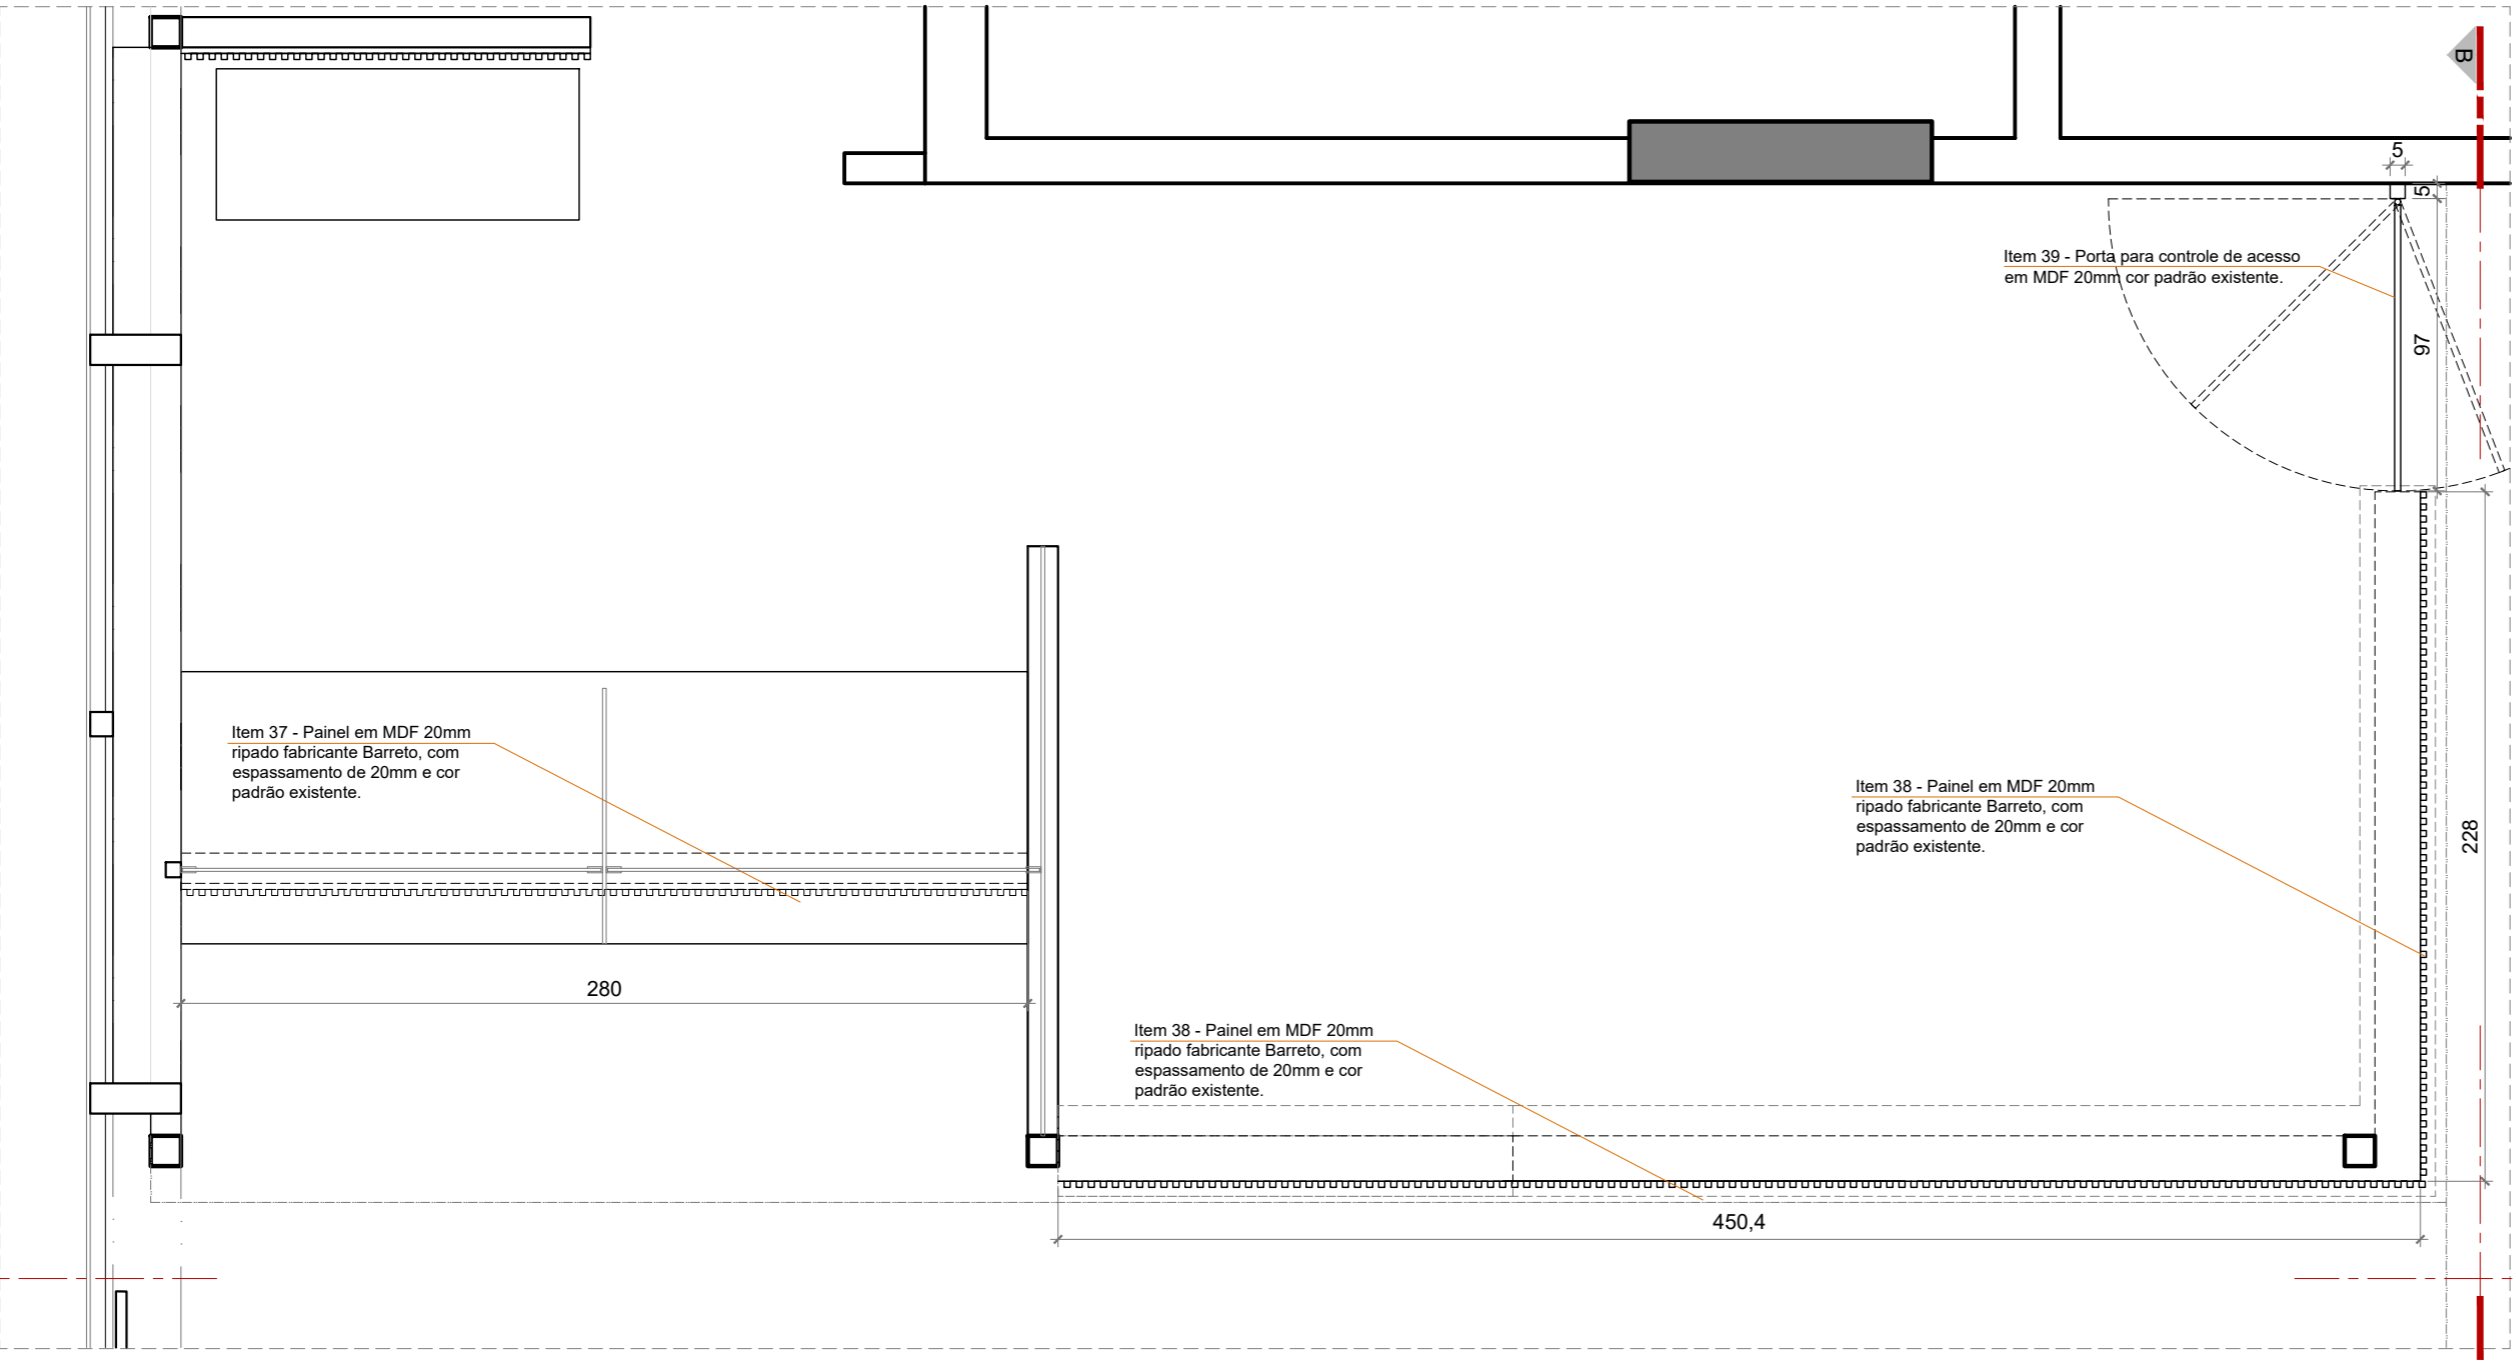 B
5
5
Item 39 - Porta para controle de acesso
em MDF 20mm cor padrão existente.
97
Item 37 - Painel em MDF 20mm
ripado fabricante Barreto, com
espassamento de 20mm e cor
padrão existente.
Item 38 - Painel em MDF 20mm
ripado fabricante Barreto, com
espassamento de 20mm e cor
padrão existente.
228
280
Item 38 - Painel em MDF 20mm
ripado fabricante Barreto, com
espassamento de 20mm e cor
padrão existente.
450,4